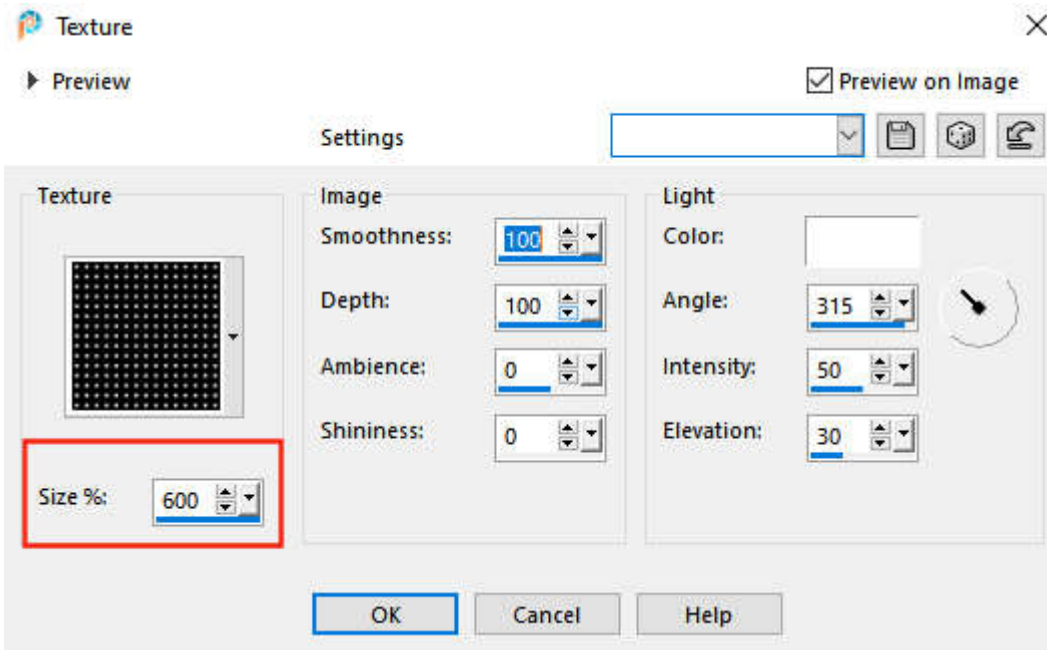 Texture
Preview
Preview on Image
Settings
Texture
Size %: 600
Image
Smoothness: 100
Depth: 100
Ambience: 0
Shininess: 0
Light
Color:
Angle: 315
Intensity: 50
Elevation: 30
OK Cancel Help